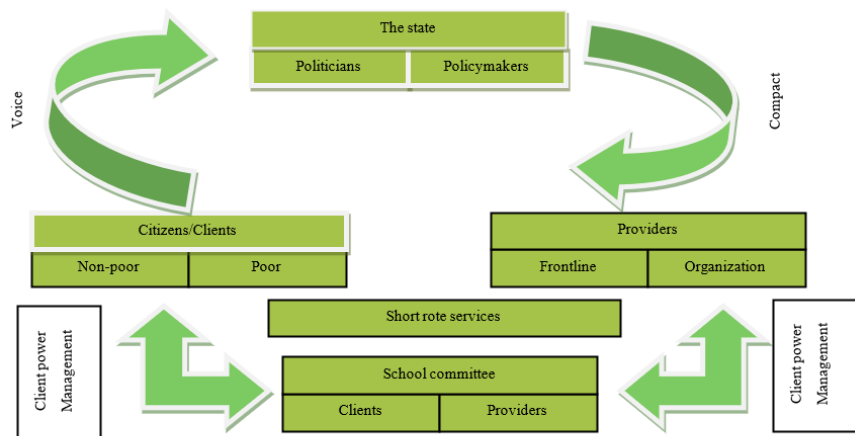 The state
Politicians
Policymakers
Voice
Compact
Citizens/Clients
Non-poor
Poor
Providers
Frontline
Organization
Short rote services
Client power
Management
School committee
Clients
Providers
Client power
Management